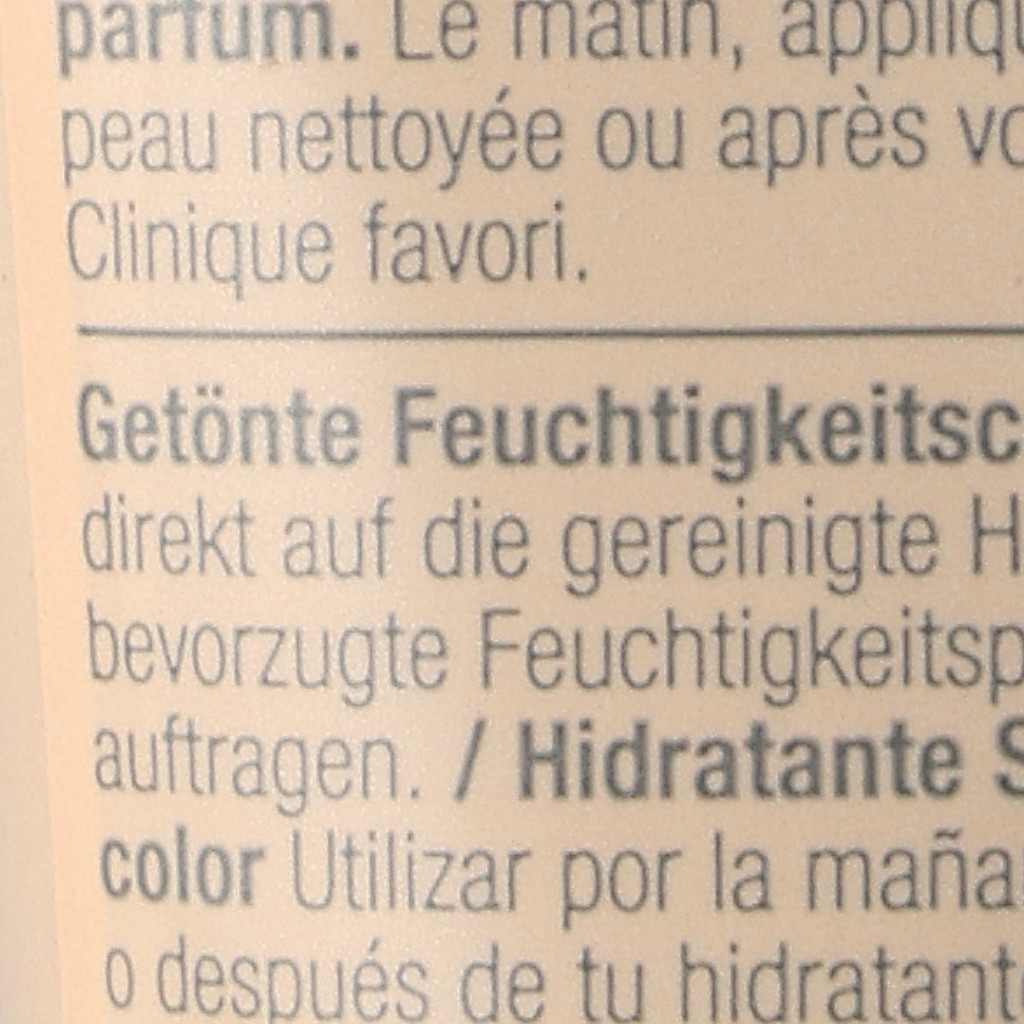 parfum. Le matin, appliqu
peau nettoyée ou après vo
Clinique favori.
Getönte Feuchtigkeitsc
direkt auf die gereinigte H
bevorzugte Feuchtigkeitsp
auftragen. / Hidratante S
color Utilizar por la maña
o después de tu hidratant